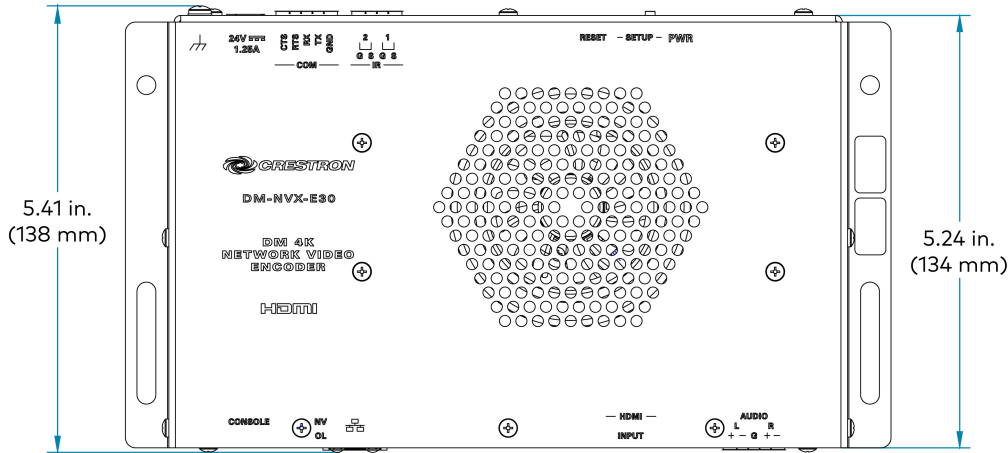 24V
1.25A
CTS
RTS
RX
TX
GND
COM
2 1
G S G S
IR
RESET – SETUP – PWR
CRESTRON
DM-NVX-E30
DM 4K
NETWORK VIDEO
ENCODER
HDMI
5.41 in.
(138 mm)
5.24 in.
(134 mm)
CONSOLE
NV
OL
— HDMI —
INPUT
AUDIO
L R
+ – G + –